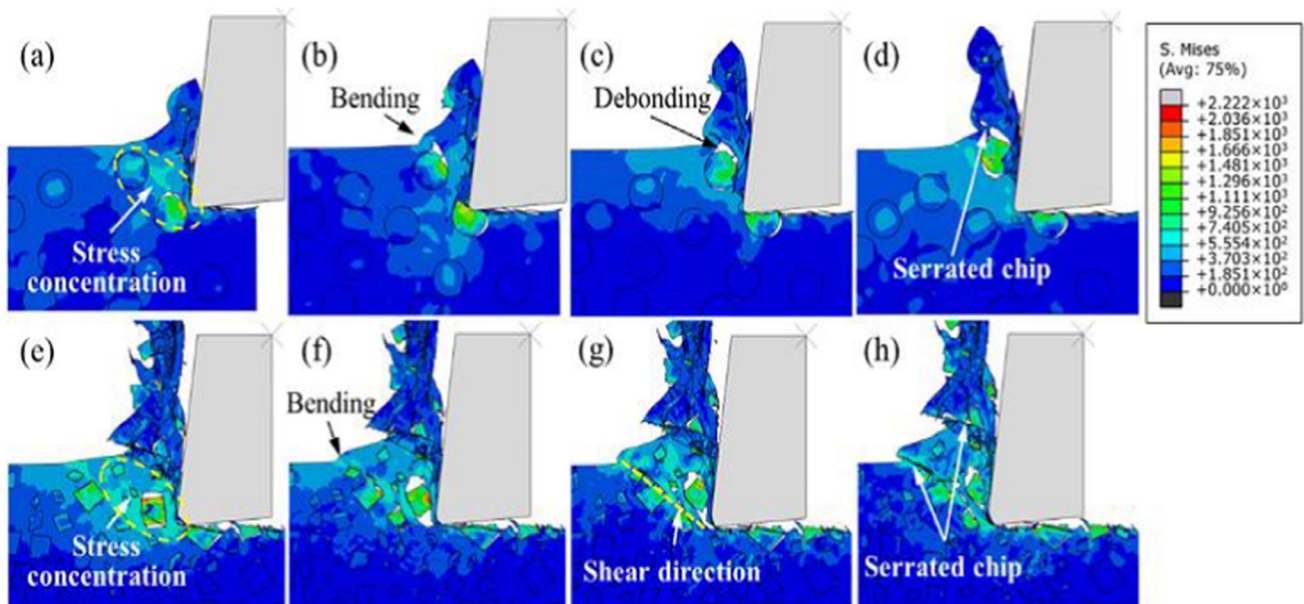 (a)
Stress
concentration
(b)
Bending
(c)
Debonding
(d)
Serrated chip
S. Mises
(Avg: 75%)
+2.222×10³
+2.036×10³
+1.851×10³
+1.666×10³
+1.481×10³
+1.296×10³
+1.111×10³
+9.256×10²
+7.405×10²
+5.554×10²
+3.703×10²
+1.851×10²
+0.000×10⁰
(e)
Stress
concentration
(f)
Bending
(g)
Shear direction
(h)
Serrated chip